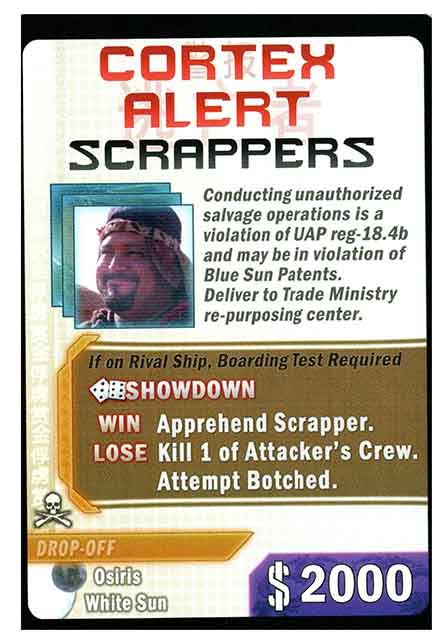 CORTEX
ALERT
SCRAPPERS
Conducting unauthorized
salvage operations is a
violation of UAP reg-18.4b
and may be in violation of
Blue Sun Patents.
Deliver to Trade Ministry
re-purposing center.
If on Rival Ship, Boarding Test Required
SHOWDOWN
WIN Apprehend Scrapper.
LOSE Kill 1 of Attacker's Crew.
Attempt Botched.
DROP-OFF
Osiris
White Sun
$2000